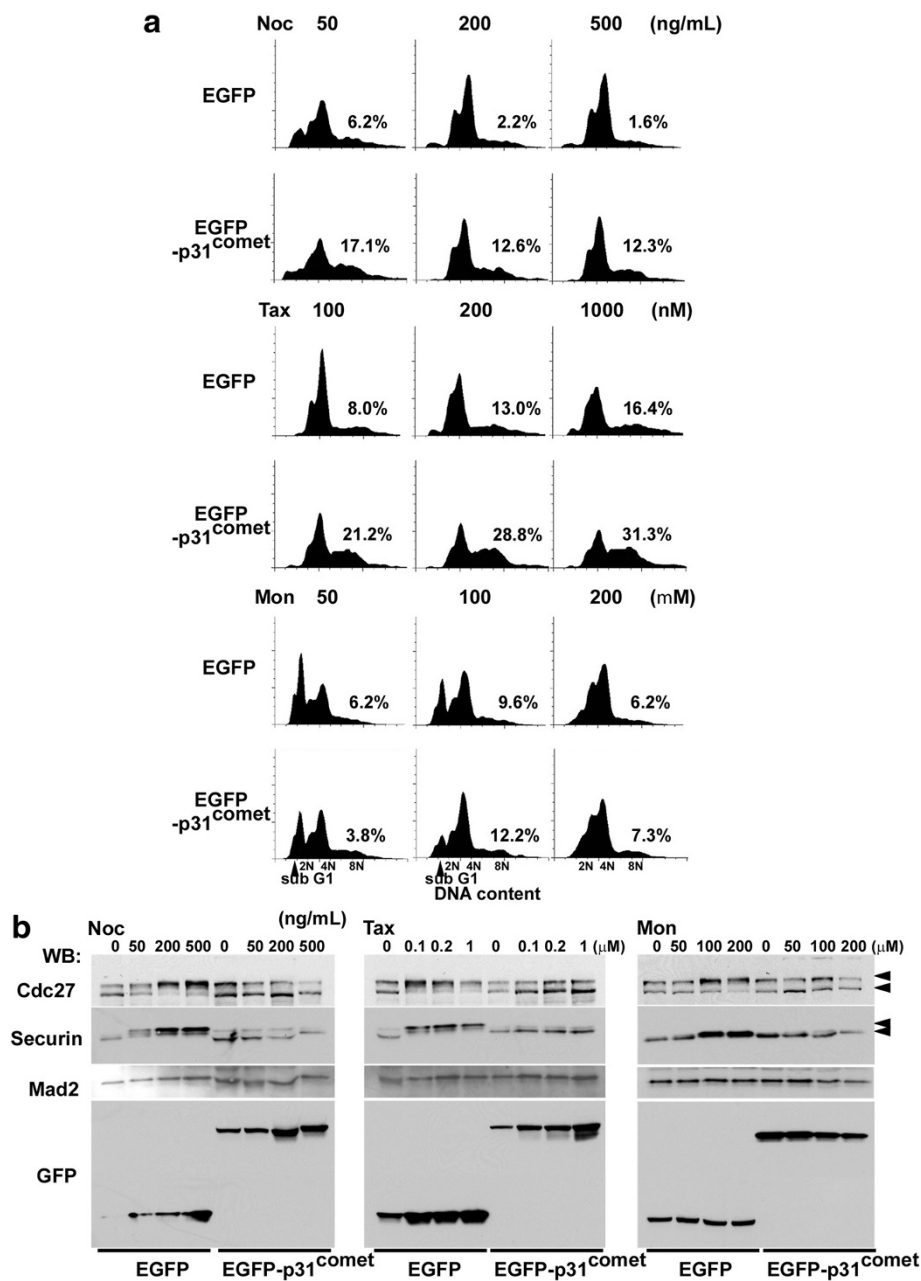 a
Noc 50 200 500 (ng/mL)
EGFP
6.2% 2.2% 1.6%
EGFP
-p31comet
17.1% 12.6% 12.3%
Tax 100 200 1000 (nM)
EGFP
8.0% 13.0% 16.4%
EGFP
-p31comet
21.2% 28.8% 31.3%
Mon 50 100 200 (mM)
EGFP
6.2% 9.6% 6.2%
EGFP
-p31comet
3.8% 12.2% 7.3%
2N 4N 8N 2N 4N 8N 2N 4N 8N
sub G1 sub G1
DNA content
b
Noc (ng/mL) Tax Mon
WB: 0 50 200 500 0 50 200 500 0 0.1 0.2 1 0 0.1 0.2 1 (μM) 0 50 100 200 0 50 100 200 (μM)
Cdc27
Securin
Mad2
GFP
EGFP EGFP-p31comet EGFP EGFP-p31comet EGFP EGFP-p31comet